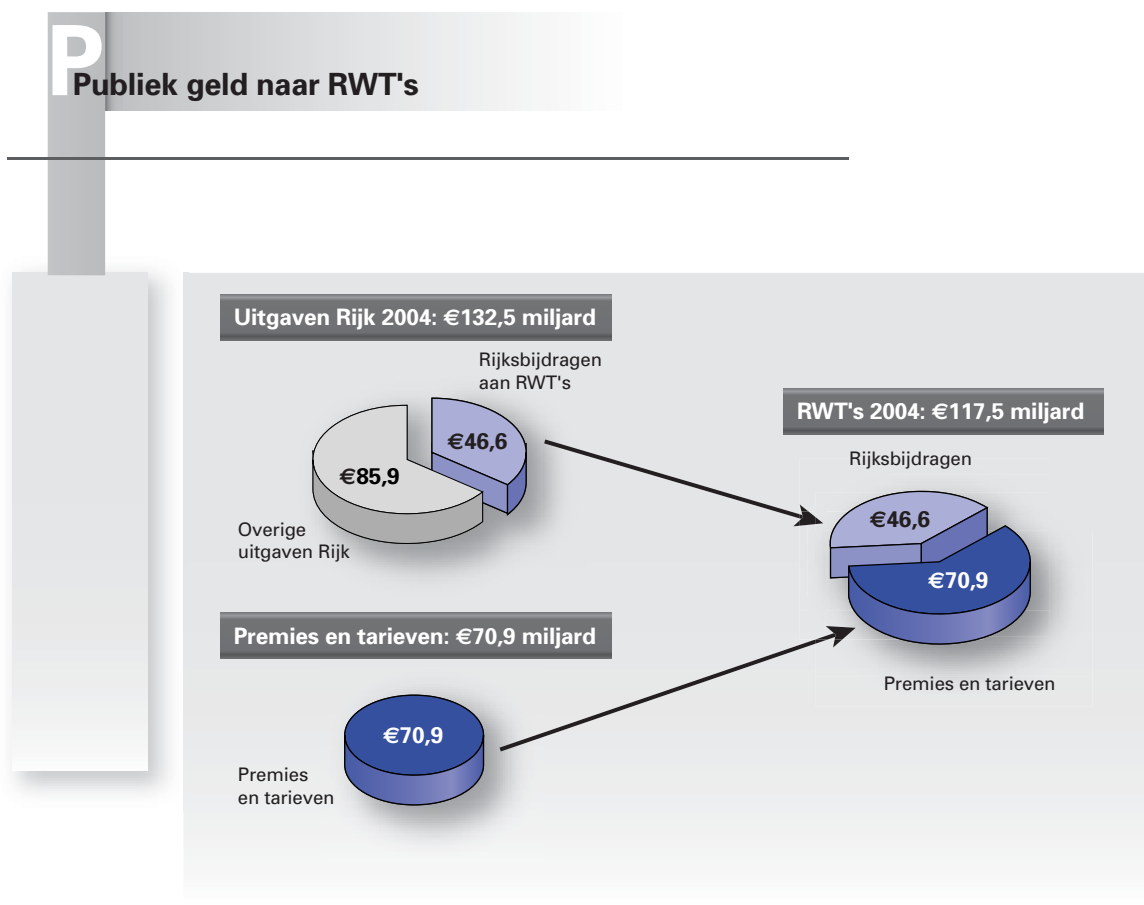 Publiek geld naar RWT's
Uitgaven Rijk 2004: €132,5 miljard
Rijksbijdragen
aan RWT's
€46,6
€85,9
Overige
uitgaven Rijk
RWT's 2004: €117,5 miljard
Rijksbijdragen
€46,6
€70,9
Premies en tarieven
Premies en tarieven: €70,9 miljard
€70,9
Premies
en tarieven